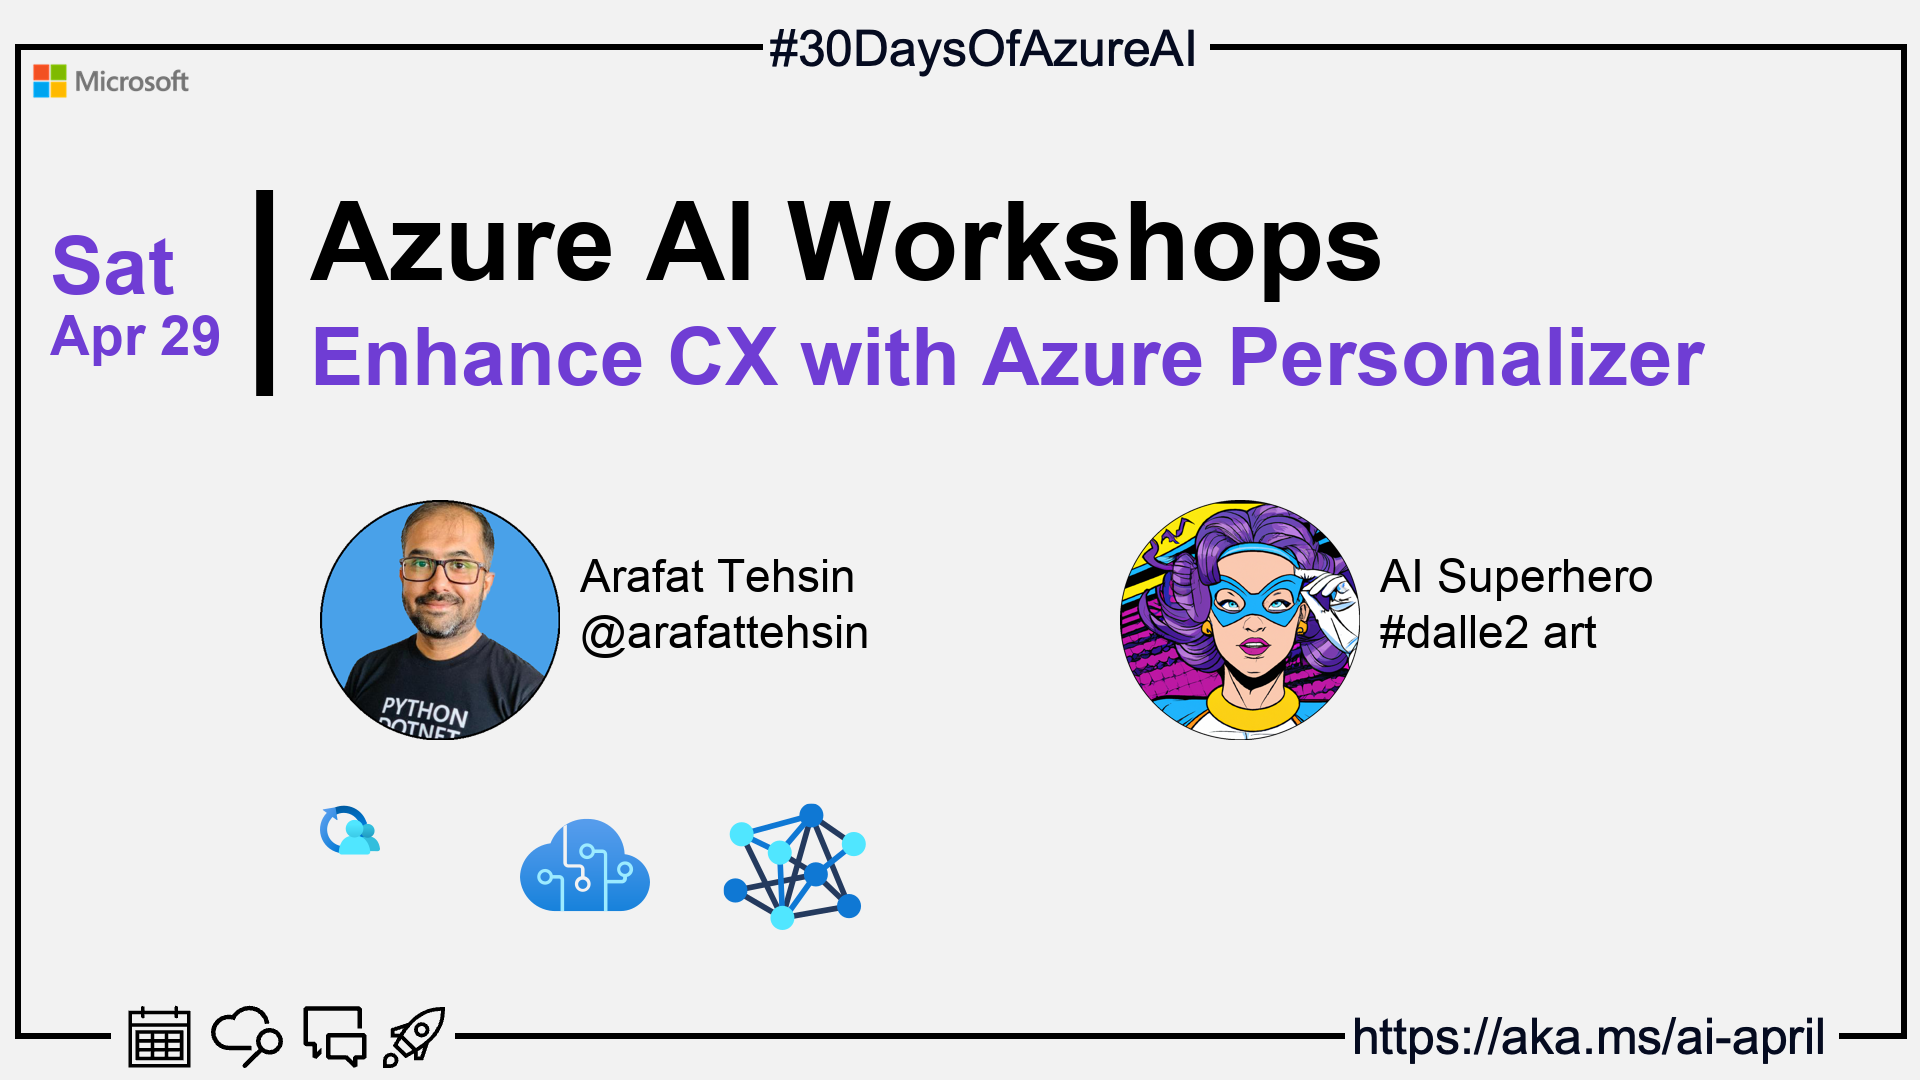 #30DaysOfAzureAI
Microsoft
Sat
Apr 29
Azure AI Workshops
Enhance CX with Azure Personalizer
Arafat Tehsin
@arafattehsin
PYTHON
DOTNET
AI Superhero
#dalle2 art
https://aka.ms/ai-april